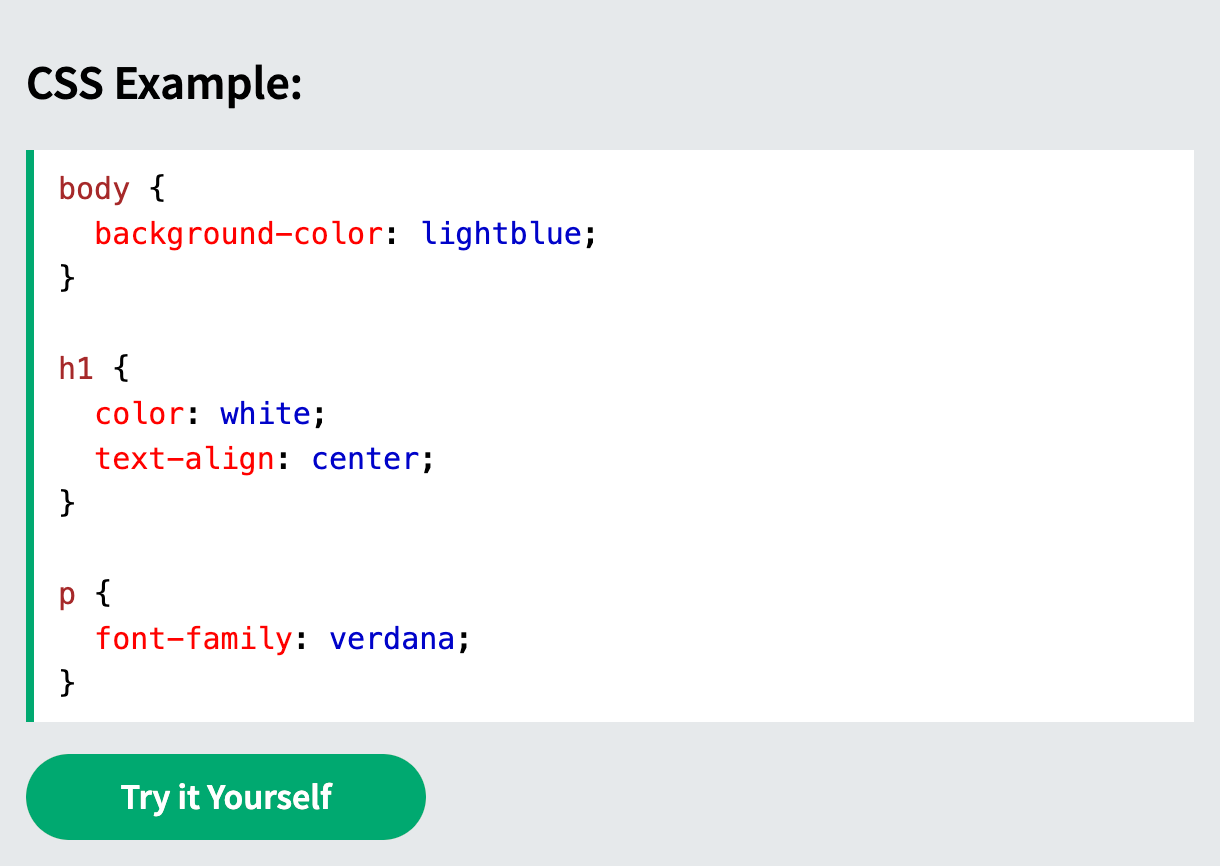 CSS Example:
body {
  background-color: lightblue;
}
h1 {
  color: white;
  text-align: center;
}
p {
  font-family: verdana;
}
Try it Yourself